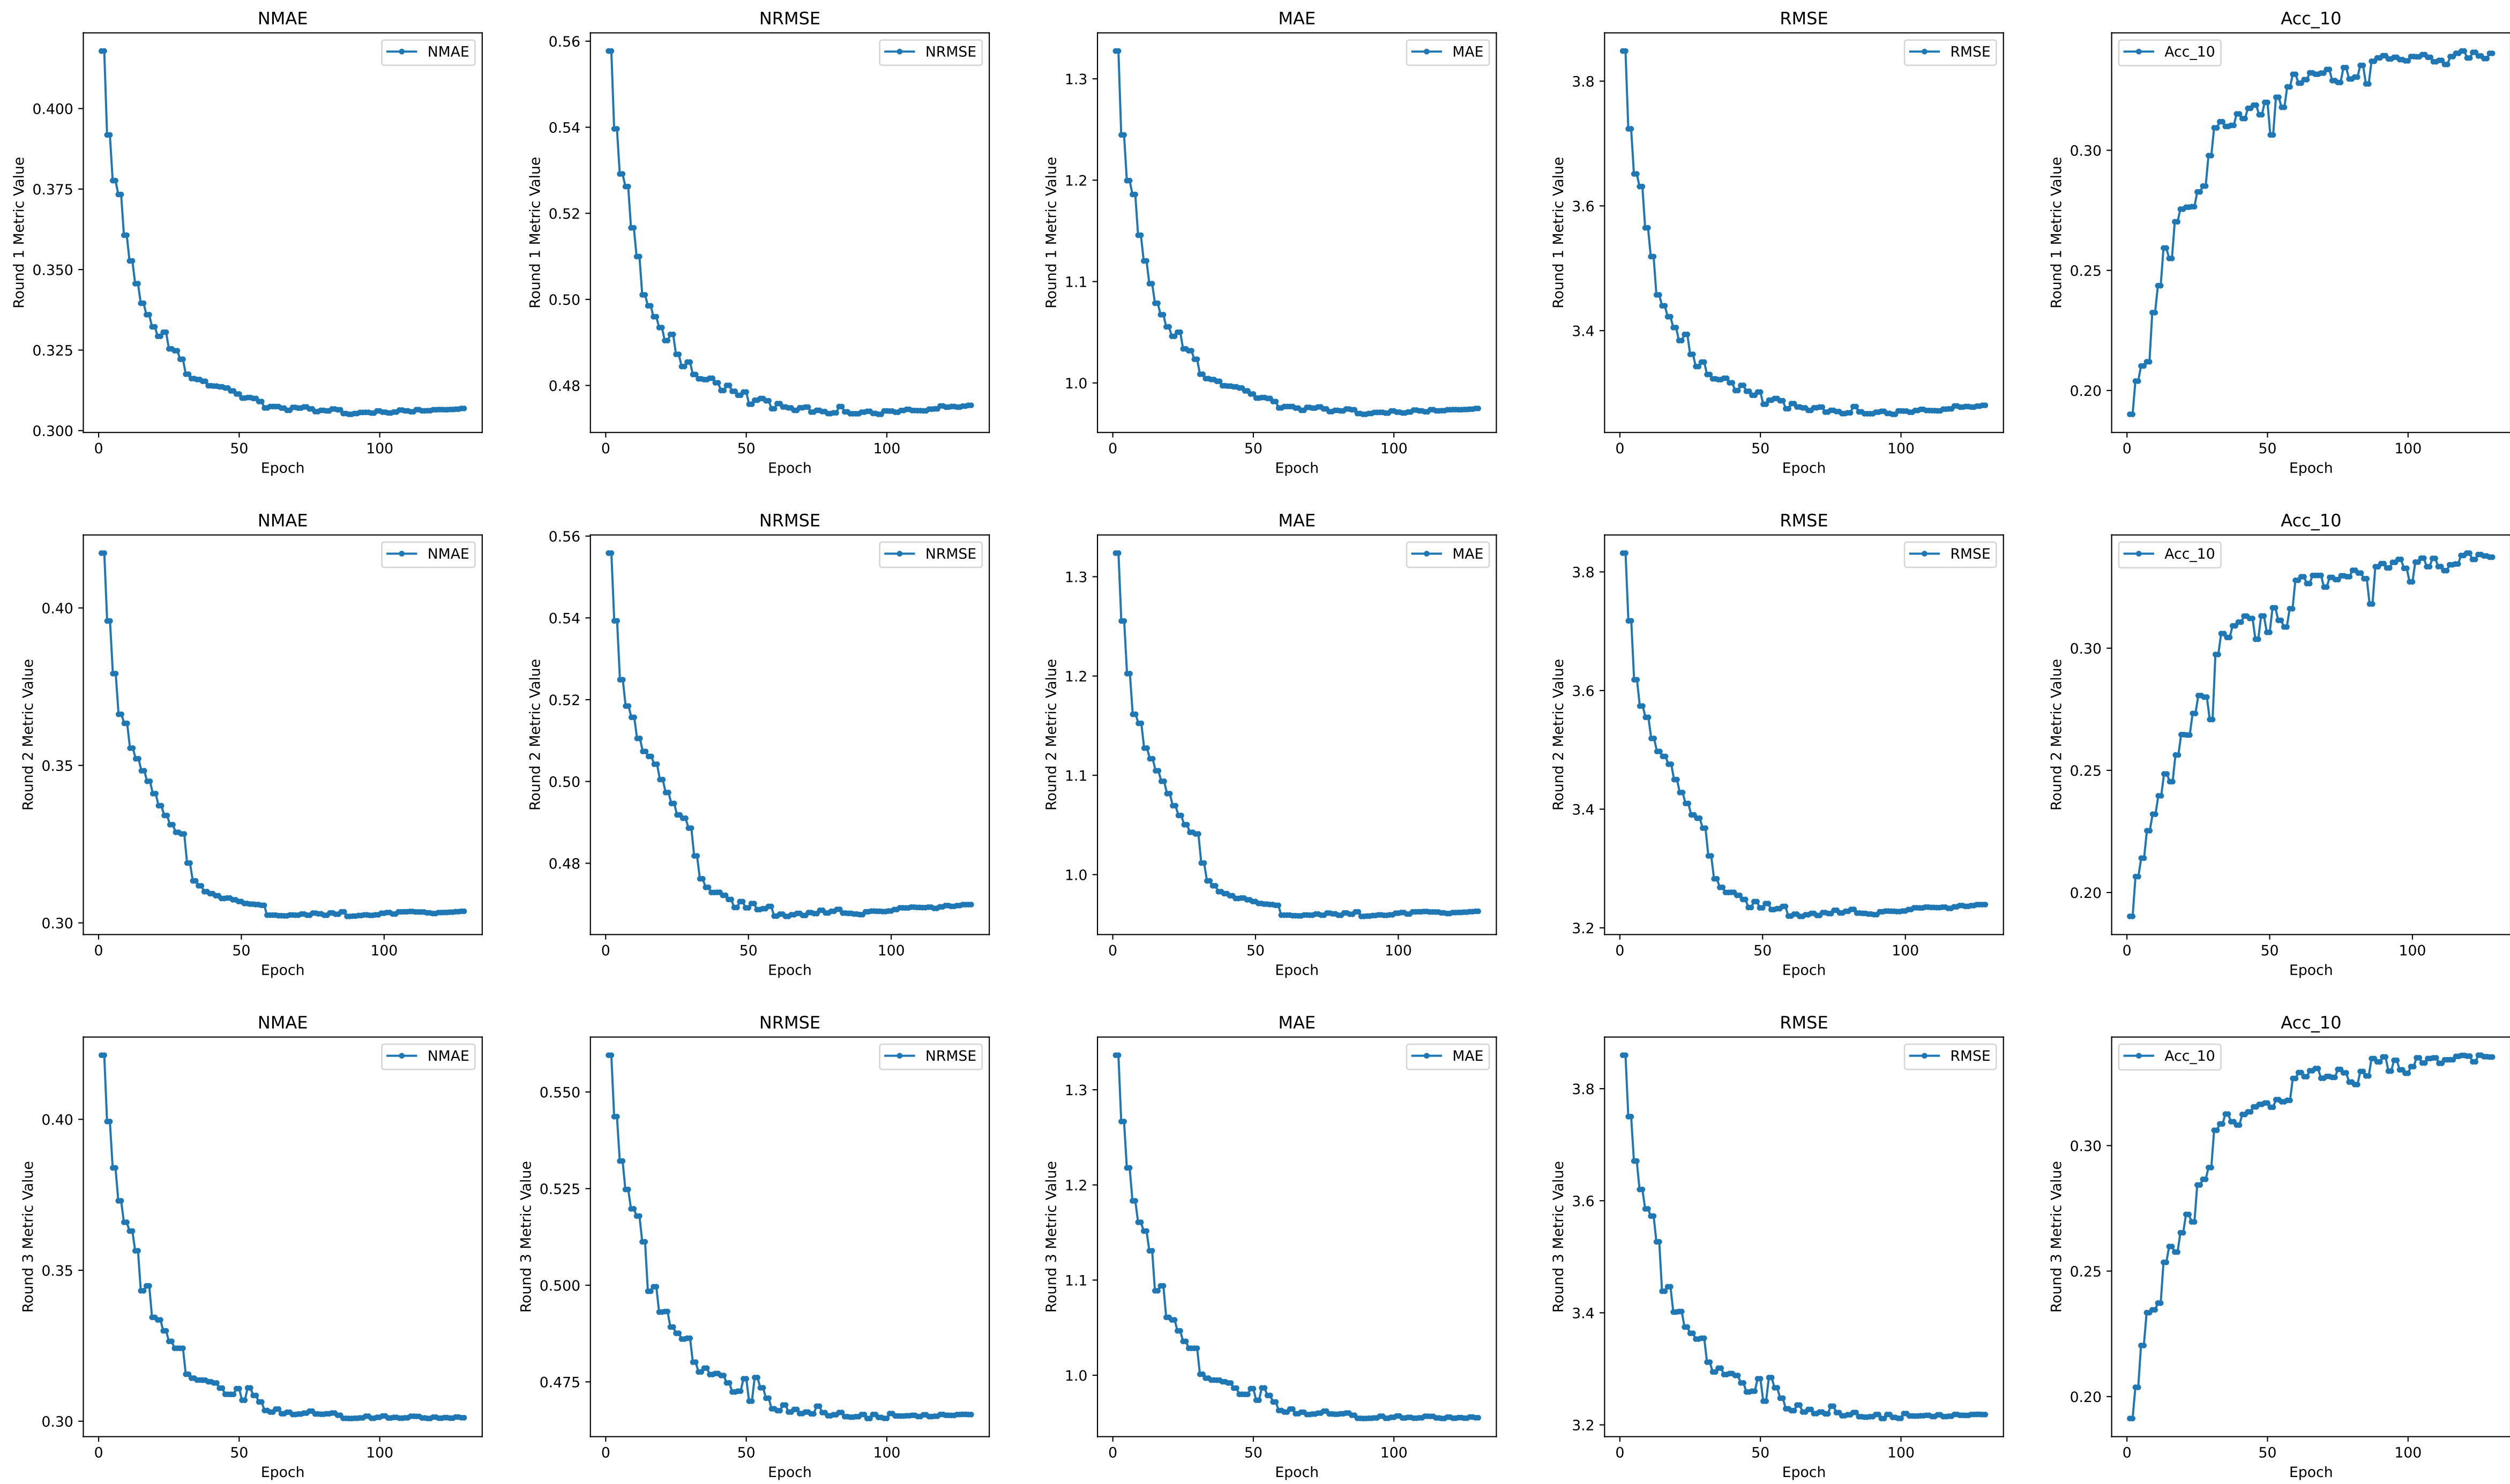 NMAE
NRMSE
MAE
RMSE
Acc_10
NMAE
NRMSE
MAE
RMSE
Acc_10
Round 1 Metric Value
0.400
0.375
0.350
0.325
0.300
Round 1 Metric Value
0.56
0.54
0.52
0.50
0.48
Round 1 Metric Value
1.3
1.2
1.1
1.0
Round 1 Metric Value
3.8
3.6
3.4
Round 1 Metric Value
0.30
0.25
0.20
0 50 100
0 50 100
0 50 100
0 50 100
0 50 100
Epoch
Epoch
Epoch
Epoch
Epoch
NMAE
NRMSE
MAE
RMSE
Acc_10
NMAE
NRMSE
MAE
RMSE
Acc_10
Round 2 Metric Value
0.40
0.35
0.30
Round 2 Metric Value
0.56
0.54
0.52
0.50
0.48
Round 2 Metric Value
1.3
1.2
1.1
1.0
Round 2 Metric Value
3.8
3.6
3.4
3.2
Round 2 Metric Value
0.30
0.25
0.20
0 50 100
0 50 100
0 50 100
0 50 100
0 50 100
Epoch
Epoch
Epoch
Epoch
Epoch
NMAE
NRMSE
MAE
RMSE
Acc_10
NMAE
NRMSE
MAE
RMSE
Acc_10
Round 3 Metric Value
0.40
0.35
0.30
Round 3 Metric Value
0.550
0.525
0.500
0.475
Round 3 Metric Value
1.3
1.2
1.1
1.0
Round 3 Metric Value
3.8
3.6
3.4
3.2
Round 3 Metric Value
0.30
0.25
0.20
0 50 100
0 50 100
0 50 100
0 50 100
0 50 100
Epoch
Epoch
Epoch
Epoch
Epoch